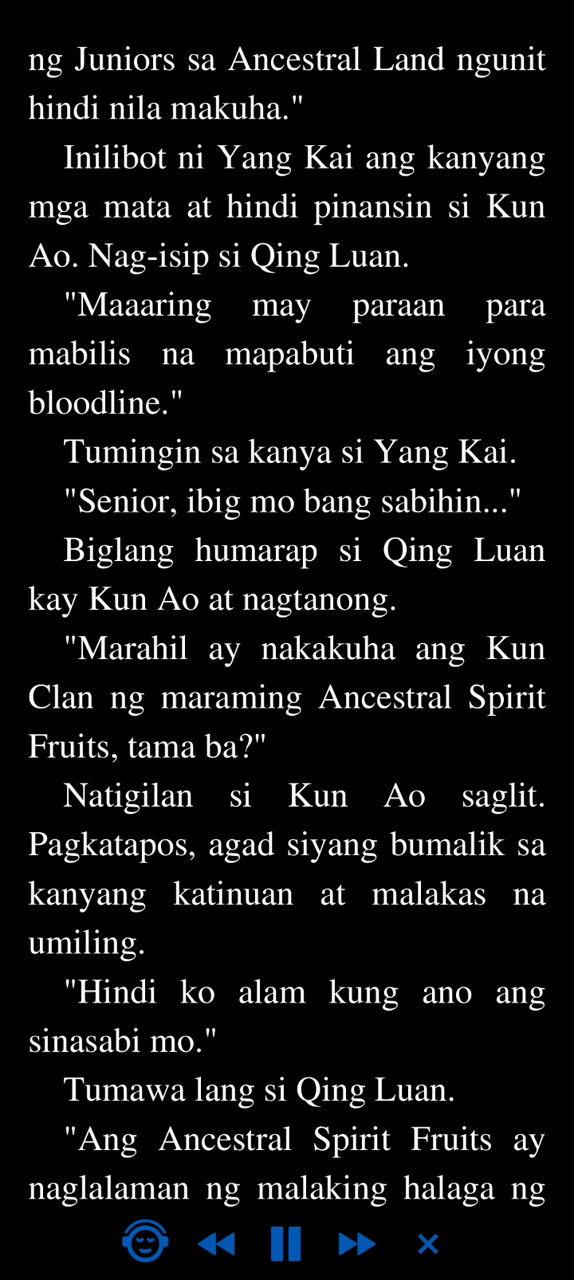 ng Juniors sa Ancestral Land ngunit
hindi nila makuha."
Inilibot ni Yang Kai ang kanyang
mga mata at hindi pinansin si Kun
Ao. Nag-isip si Qing Luan.
"Maaaring may paraan para
mabilis na mapabuti ang iyong
bloodline."
Tumingin sa kanya si Yang Kai.
"Senior, ibig mo bang sabihin..."
Biglang humarap si Qing Luan
kay Kun Ao at nagtanong.
"Marahil ay nakakuha ang Kun
Clan ng maraming Ancestral Spirit
Fruits, tama ba?"
Natigilan si Kun Ao saglit.
Pagkatapos, agad siyang bumalik sa
kanyang katinuan at malakas na
umiling.
"Hindi ko alam kung ano ang
sinasabi mo."
Tumawa lang si Qing Luan.
"Ang Ancestral Spirit Fruits ay
naglalaman ng malaking halaga ng